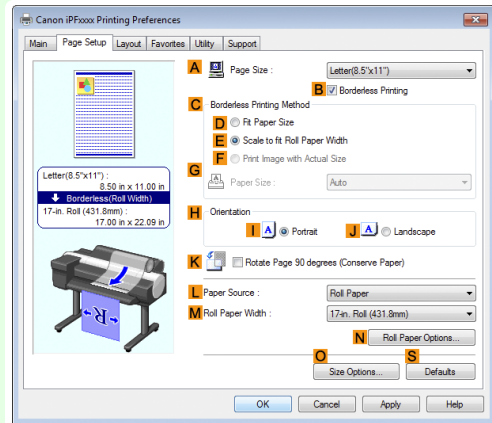 Canon iPFxxxx Printing Preferences
Main Page Setup Layout Favorites Utility Support
A Page Size : Letter(8.5"x11")
B Borderless Printing
C Borderless Printing Method
D Fit Paper Size
E Scale to fit Roll Paper Width
F Print Image with Actual Size
G Paper Size : Auto
Letter(8.5"x11") :
8.50 in x 11.00 in
Borderless(Roll Width)
17-in. Roll (431.8mm) :
17.00 in x 22.09 in
H Orientation
I A Portrait J A Landscape
K Rotate Page 90 degrees (Conserve Paper)
R
L Paper Source : Roll Paper
M Roll Paper Width : 17-in. Roll (431.8mm)
N Roll Paper Options...
O Size Options... S Defaults
OK Cancel Apply Help